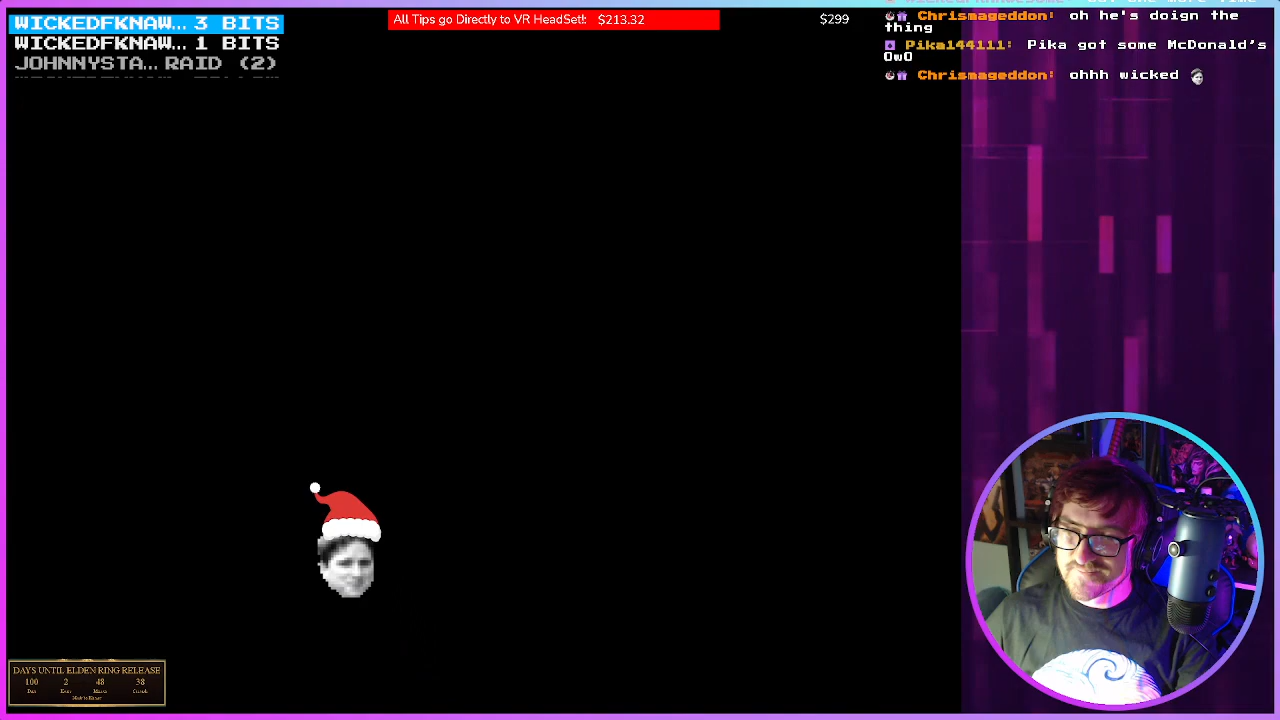 WICKEDFKNAW... 3 BITS
WICKEDFKNAW... 1 BITS
JOHNNYSTA... RAID (2)
All Tips go Directly to VR HeadSet! $213.32
$299
Chrismageddon: oh he's doign the
thing
Pika144111: Pika got some McDonald's
OwO
Chrismageddon: ohhh wicked
DAYS UNTIL ELDEN RING RELEASE
100 2 48 38